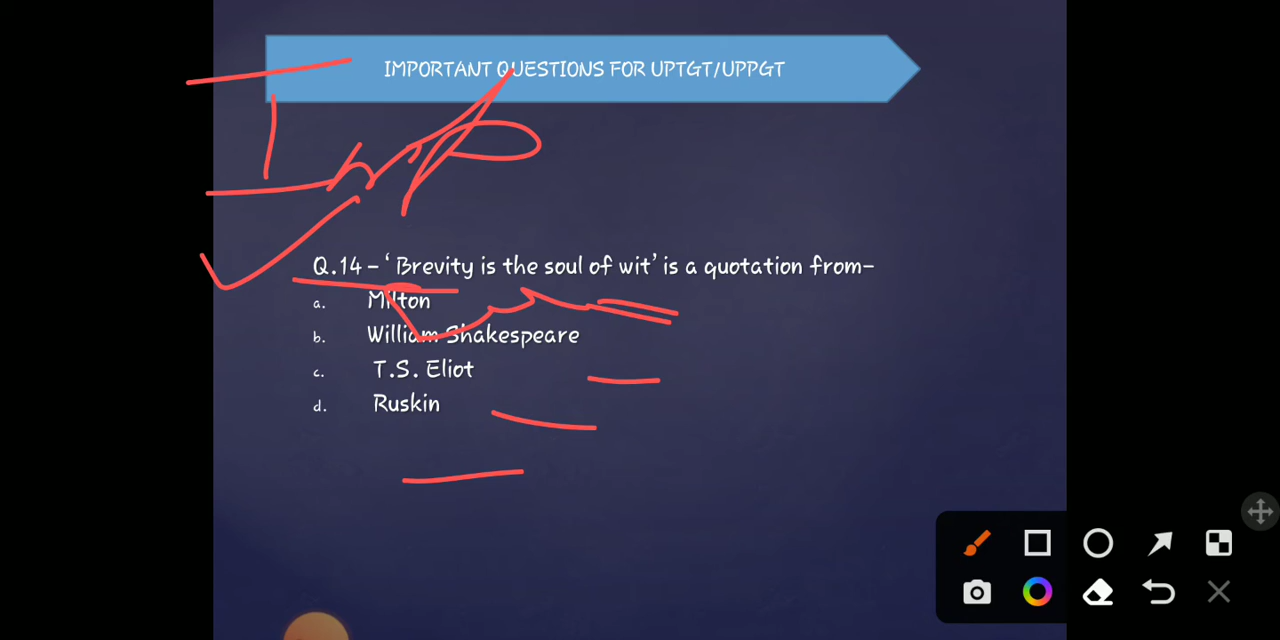 IMPORTANT QUESTIONS FOR UPTGT/UPPGT
Q.14 - ‘ Brevity is the soul of wit’ is a quotation from-
a. Milton
b. William Shakespeare
c. T.S. Eliot
d. Ruskin